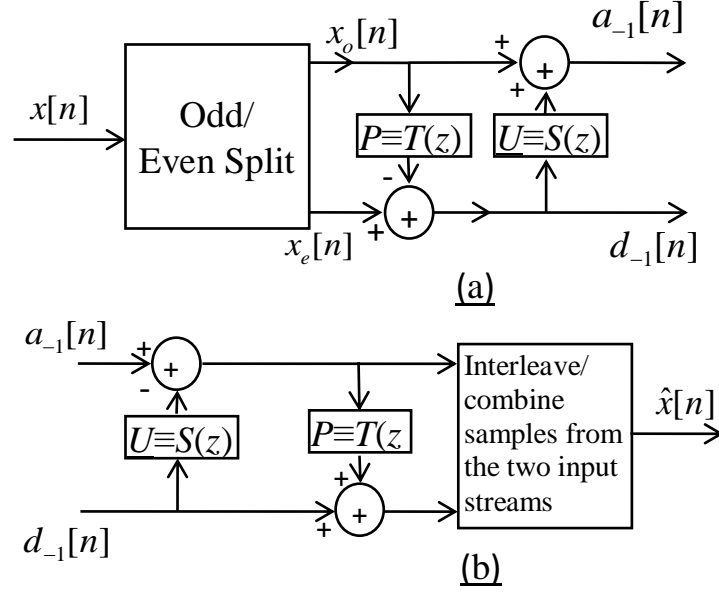 x_o[n]
a_{-1}[n]
+
+
+
x[n]
Odd/
Even Split
P≡T(z)
U≡S(z)
-
+
+
x_e[n]
d_{-1}[n]
(a)
a_{-1}[n]
+
+
-
U≡S(z)
P≡T(z
Interleave/
combine
samples from
the two input
streams
x̂[n]
+
+
+
d_{-1}[n]
(b)